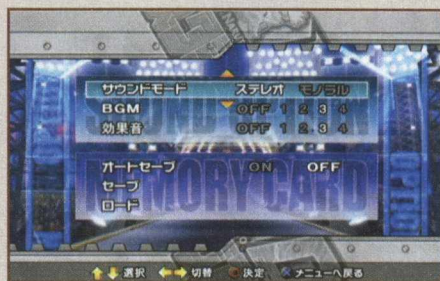 サウンドモード ステレオ モノラル
BGM OFF 1 2 3 4
効果音 OFF 1 2 3 4
オートセーブ ON OFF
セーブ
ロード
MEMORY CARD
選択 切替 決定 メニューへ戻る